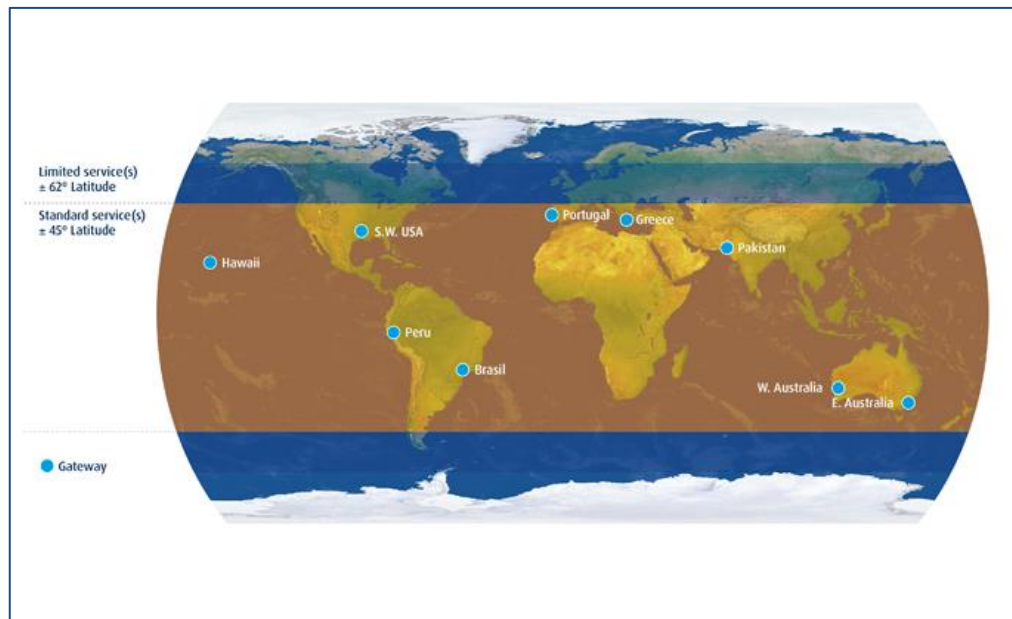 Limited service(s)
± 62° Latitude
Standard service(s)
± 45° Latitude
Portugal
Greece
S.W. USA
Pakistan
Hawaii
Peru
Brasil
W. Australia
E. Australia
Gateway